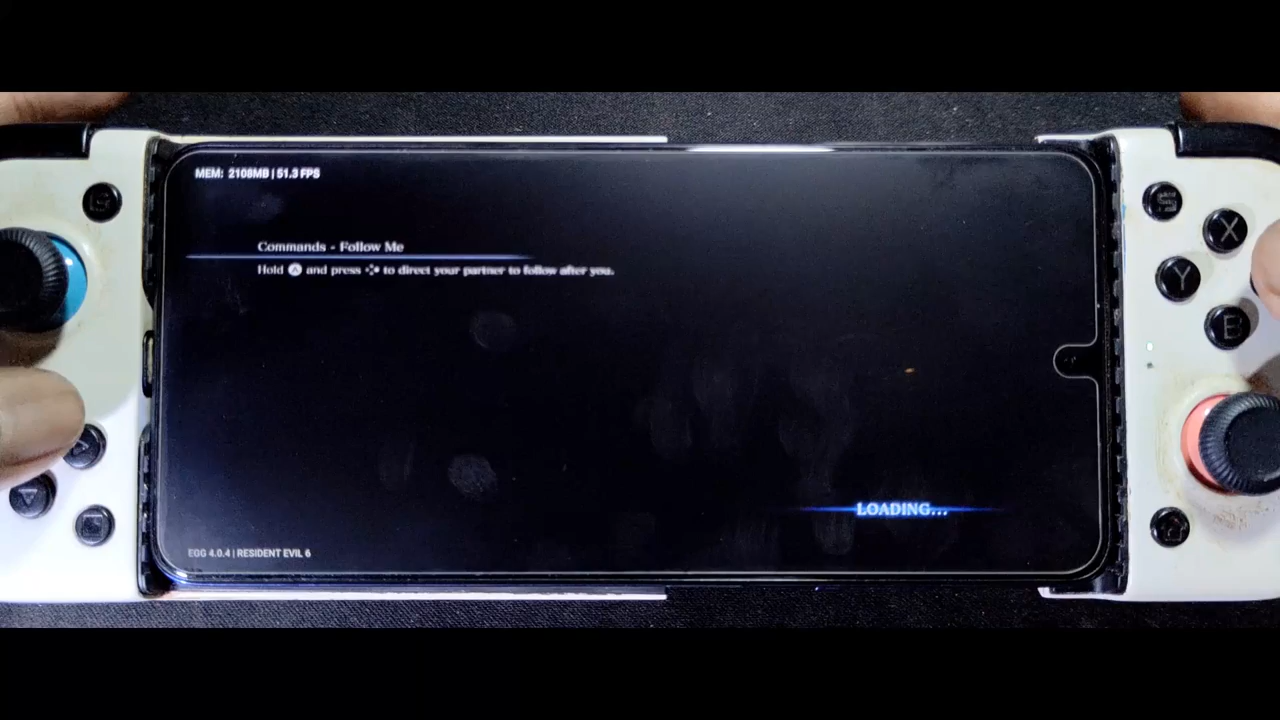 MEM: 2108MB | 51.3 FPS
Commands - Follow Me
Hold A and press to direct your partner to follow after you.
LOADING...
EGG 4.0.4 | RESIDENT EVIL 6
X
Y
B